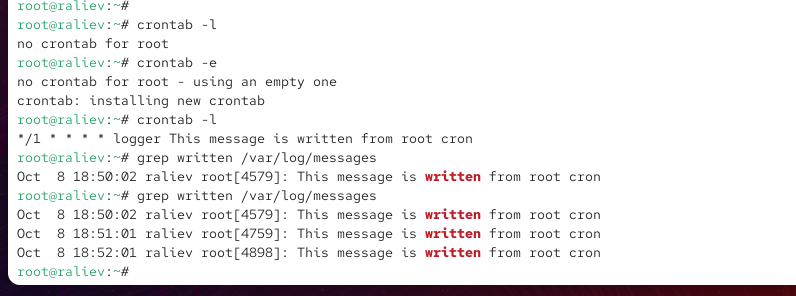 root@raliev:~#
root@raliev:~# crontab -l
no crontab for root
root@raliev:~# crontab -e
no crontab for root - using an empty one
crontab: installing new crontab
root@raliev:~# crontab -l
*/1 * * * * logger This message is written from root cron
root@raliev:~# grep written /var/log/messages
Oct  8 18:50:02 raliev root[4579]: This message is written from root cron
root@raliev:~# grep written /var/log/messages
Oct  8 18:50:02 raliev root[4579]: This message is written from root cron
Oct  8 18:51:01 raliev root[4759]: This message is written from root cron
Oct  8 18:52:01 raliev root[4898]: This message is written from root cron
root@raliev:~#